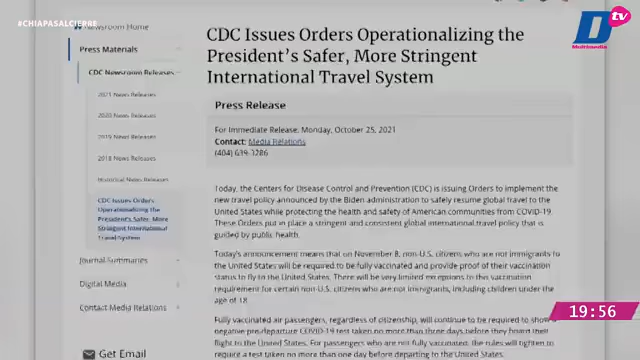 #CHIAPASALCIERRE
Newsroom Home
Press Materials
CDC Newsroom Releases
2021 News Releases
2020 News Releases
2019 News Releases
2018 News Releases
Historical News Releases
CDC Issues Orders
Operationalizing the
President's Safer, More
Stringent International
Travel System
Journal Summaries
Digital Media
Contact Media Relations
Get Email
CDC Issues Orders Operationalizing the
President's Safer, More Stringent
International Travel System
Press Release
For Immediate Release: Monday, October 25, 2021
Contact: Media Relations
(404) 639-3286
Today, the Centers for Disease Control and Prevention (CDC) is issuing Orders to implement the
new travel policy announced by the Biden administration to safely resume global travel to the
United States while protecting the health and safety of American communities from COVID-19.
These Orders put in place a stringent and consistent global international travel policy that is
guided by public health.
Today's announcement means that on November 8, non-U.S. citizens who are not immigrants to
the United States will be required to be fully vaccinated and provide proof of their vaccination
status to fly to the United States. There will be very limited exceptions to this vaccination
requirement for certain non-U.S. citizens who are not immigrants, including children under the
age of 18.
Fully vaccinated air passengers, regardless of citizenship, will continue to be required to show a
negative pre-departure COVID-19 test taken no more than three days before they board their
flight to the United States. For passengers who are not fully vaccinated, the rules will tighten to
require a test taken no more than one day before departing to the United States.
D tv
Multimedia
19:56